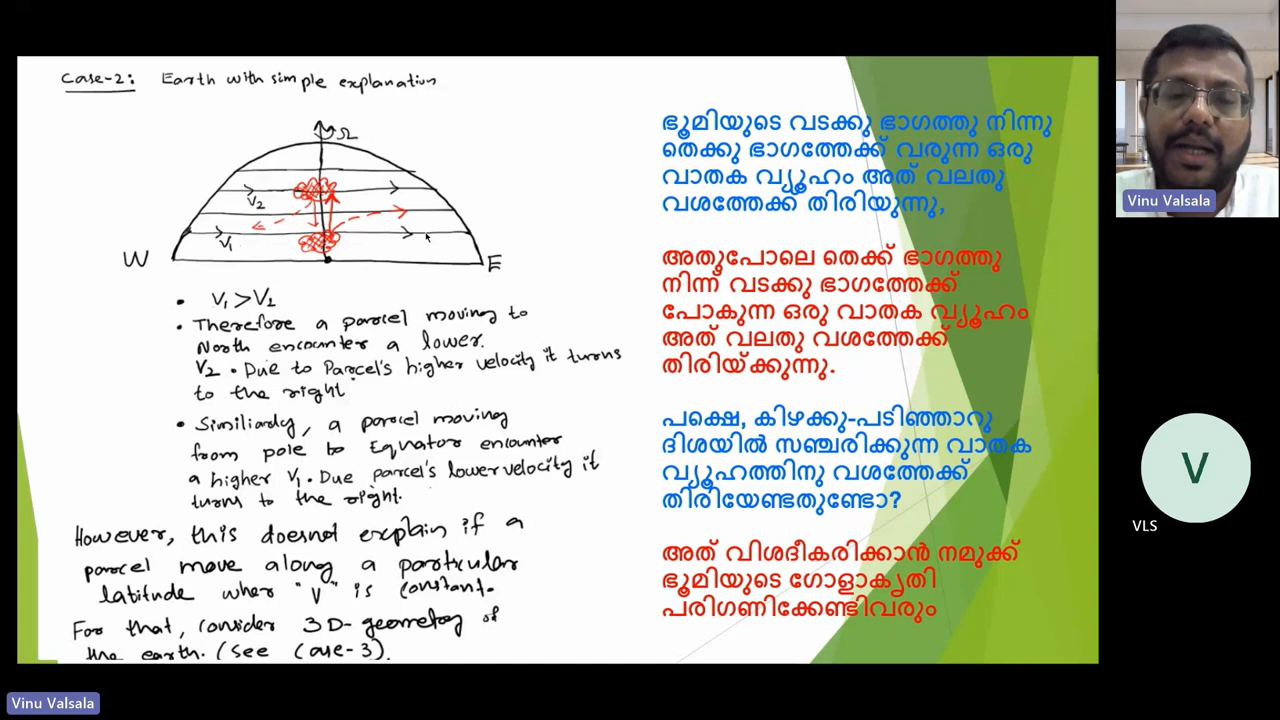 Case-2: Earth with simple explanation
Ω
V2
V1
W
E
• V1 > V2
• Therefore a parcel moving to
North encounter a lower.
V2. Due to Parcel's higher velocity it turns
to the right.
• Similiarly, a parcel moving
from pole to Equator encounter
a higher V1. Due parcel's lower velocity it
turns to the right.
However, this doesnot explain if a
parcel move along a particular
latitude wher "V" is constant.
For that, consider 3D-geometry of
the earth. (see Case-3).
ഭൂമിയുടെ വടക്കു ഭാഗത്തു നിന്നു
തെക്കു ഭാഗത്തേക്ക് വരുന്ന ഒരു
വാതക വ്യൂഹം അത് വലതു
വശത്തേക്ക് തിരിയുന്നു,
അതുപോലെ തെക്ക് ഭാഗത്തു
നിന്ന് വടക്കു ഭാഗത്തേക്ക്
പോകുന്ന ഒരു വാതക വ്യൂഹം
അത് വലതു വശത്തേക്ക്
തിരിയ്ക്കുന്നു.
പക്ഷെ, കിഴക്കു-പടിഞ്ഞാറു
ദിശയിൽ സഞ്ചരിക്കുന്ന വാതക
വ്യൂഹത്തിനു വശത്തേക്ക്
തിരിയേണ്ടതുണ്ടോ?
അത് വിശദീകരിക്കാൻ നമുക്ക്
ഭൂമിയുടെ ഗോളാകൃതി
പരിഗണിക്കേണ്ടിവരും
Vinu Valsala
V
VLS
Vinu Valsala